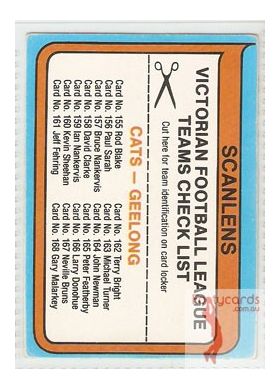 SCANLENS
VICTORIAN FOOTBALL LEAGUE
TEAMS CHECK LIST
Cut here for team identification on card locker
CATS — GEELONG
Card No. 155 Rod Blake
Card No. 156 Paul Sarah
Card No. 157 Bruce Nankervis
Card No. 158 David Clarke
Card No. 159 Ian Nankervis
Card No. 160 Kevin Sheehan
Card No. 161 Jeff Fehring
Card No. 162 Terry Bright
Card No. 163 Michael Turner
Card No. 164 John Newman
Card No. 165 Peter Featherby
Card No. 166 Larry Donohue
Card No. 167 Neville Bruns
Card No. 168 Gary Malarkey